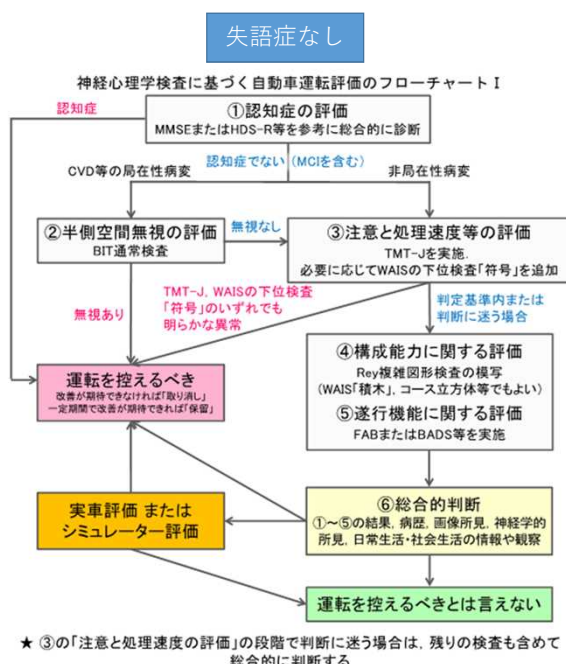 失語症なし
神経心理学検査に基づく自動車運転評価のフローチャートⅠ
認知症
①認知症の評価
MMSEまたはHDS-R等を参考に総合的に診断
認知症でない（MCIを含む）
CVD等の局在性病変
非局在性病変
②半側空間無視の評価
BIT通常検査
無視なし
③注意と処理速度等の評価
TMT-Jを実施．
必要に応じてWAISの下位検査「符号」を追加
無視あり
TMT-J，WAISの下位検査
「符号」のいずれでも
明らかな異常
判定基準内または
判断に迷う場合
運転を控えるべき
改善が期待できなければ「取り消し」
一定期間で改善が期待できれば「保留」
④構成能力に関する評価
Rey複雑図形検査の模写
（WAIS「積木」，コース立方体等でもよい）
⑤遂行機能に関する評価
FABまたはBADS等を実施
実車評価 または
シミュレーター評価
⑥総合的判断
①～⑤の結果，病歴，画像所見，神経学的
所見，日常生活・社会生活の情報や観察
運転を控えるべきとは言えない
★ ③の「注意と処理速度の評価」の段階で判断に迷う場合は，残りの検査も含めて
総合的に判断する